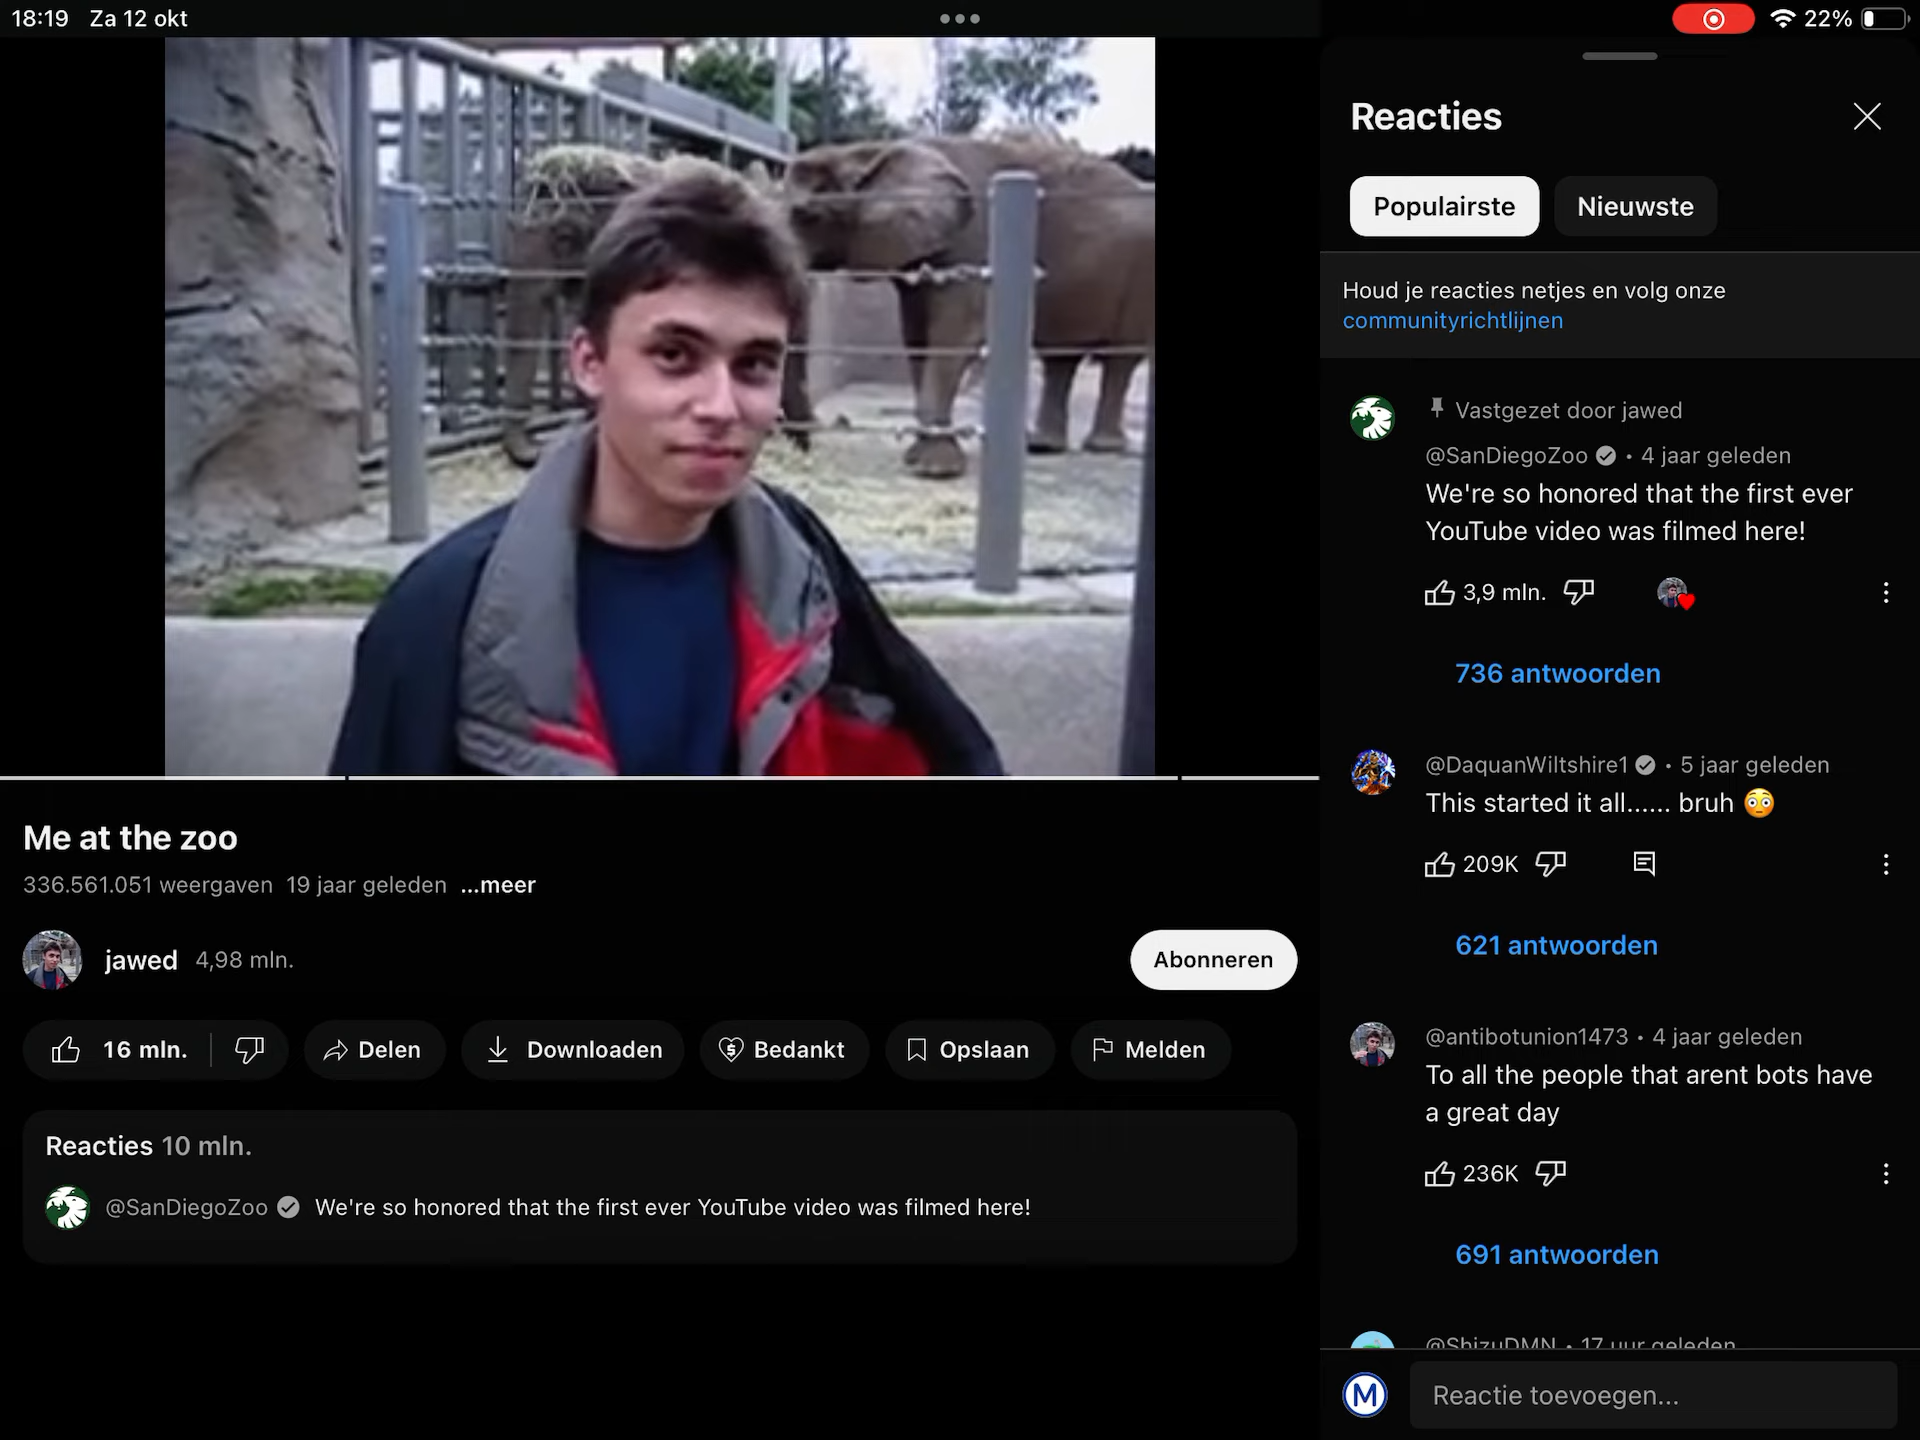 18:19 Za 12 okt
22%
Me at the zoo
336.561.051 weergaven 19 jaar geleden ...meer
jawed 4,98 mln.
Abonneren
16 mln.
Delen
Downloaden
Bedankt
Opslaan
Melden
Reacties 10 mln.
@SanDiegoZoo We're so honored that the first ever YouTube video was filmed here!
Reacties
Populairste
Nieuwste
Houd je reacties netjes en volg onze
communityrichtlijnen
Vastgezet door jawed
@SanDiegoZoo • 4 jaar geleden
We're so honored that the first ever
YouTube video was filmed here!
3,9 mln.
736 antwoorden
@DaquanWiltshire1 • 5 jaar geleden
This started it all...... bruh 😳
209K
621 antwoorden
@antibotunion1473 • 4 jaar geleden
To all the people that arent bots have
a great day
236K
691 antwoorden
@ShizuDMN • 17 uur geleden
M
Reactie toevoegen...